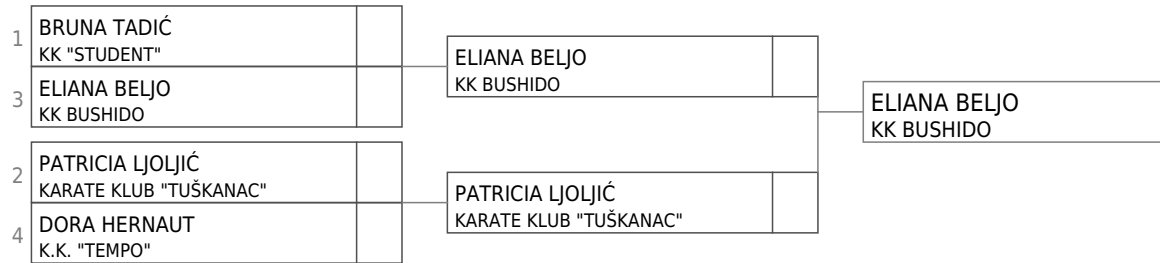 1
BRUNA TADIĆ
KK "STUDENT"
3
ELIANA BELJO
KK BUSHIDO
2
PATRICIA LJOLJIĆ
KARATE KLUB "TUŠKANAC"
4
DORA HERNAUT
K.K. "TEMPO"
ELIANA BELJO
KK BUSHIDO
PATRICIA LJOLJIĆ
KARATE KLUB "TUŠKANAC"
ELIANA BELJO
KK BUSHIDO